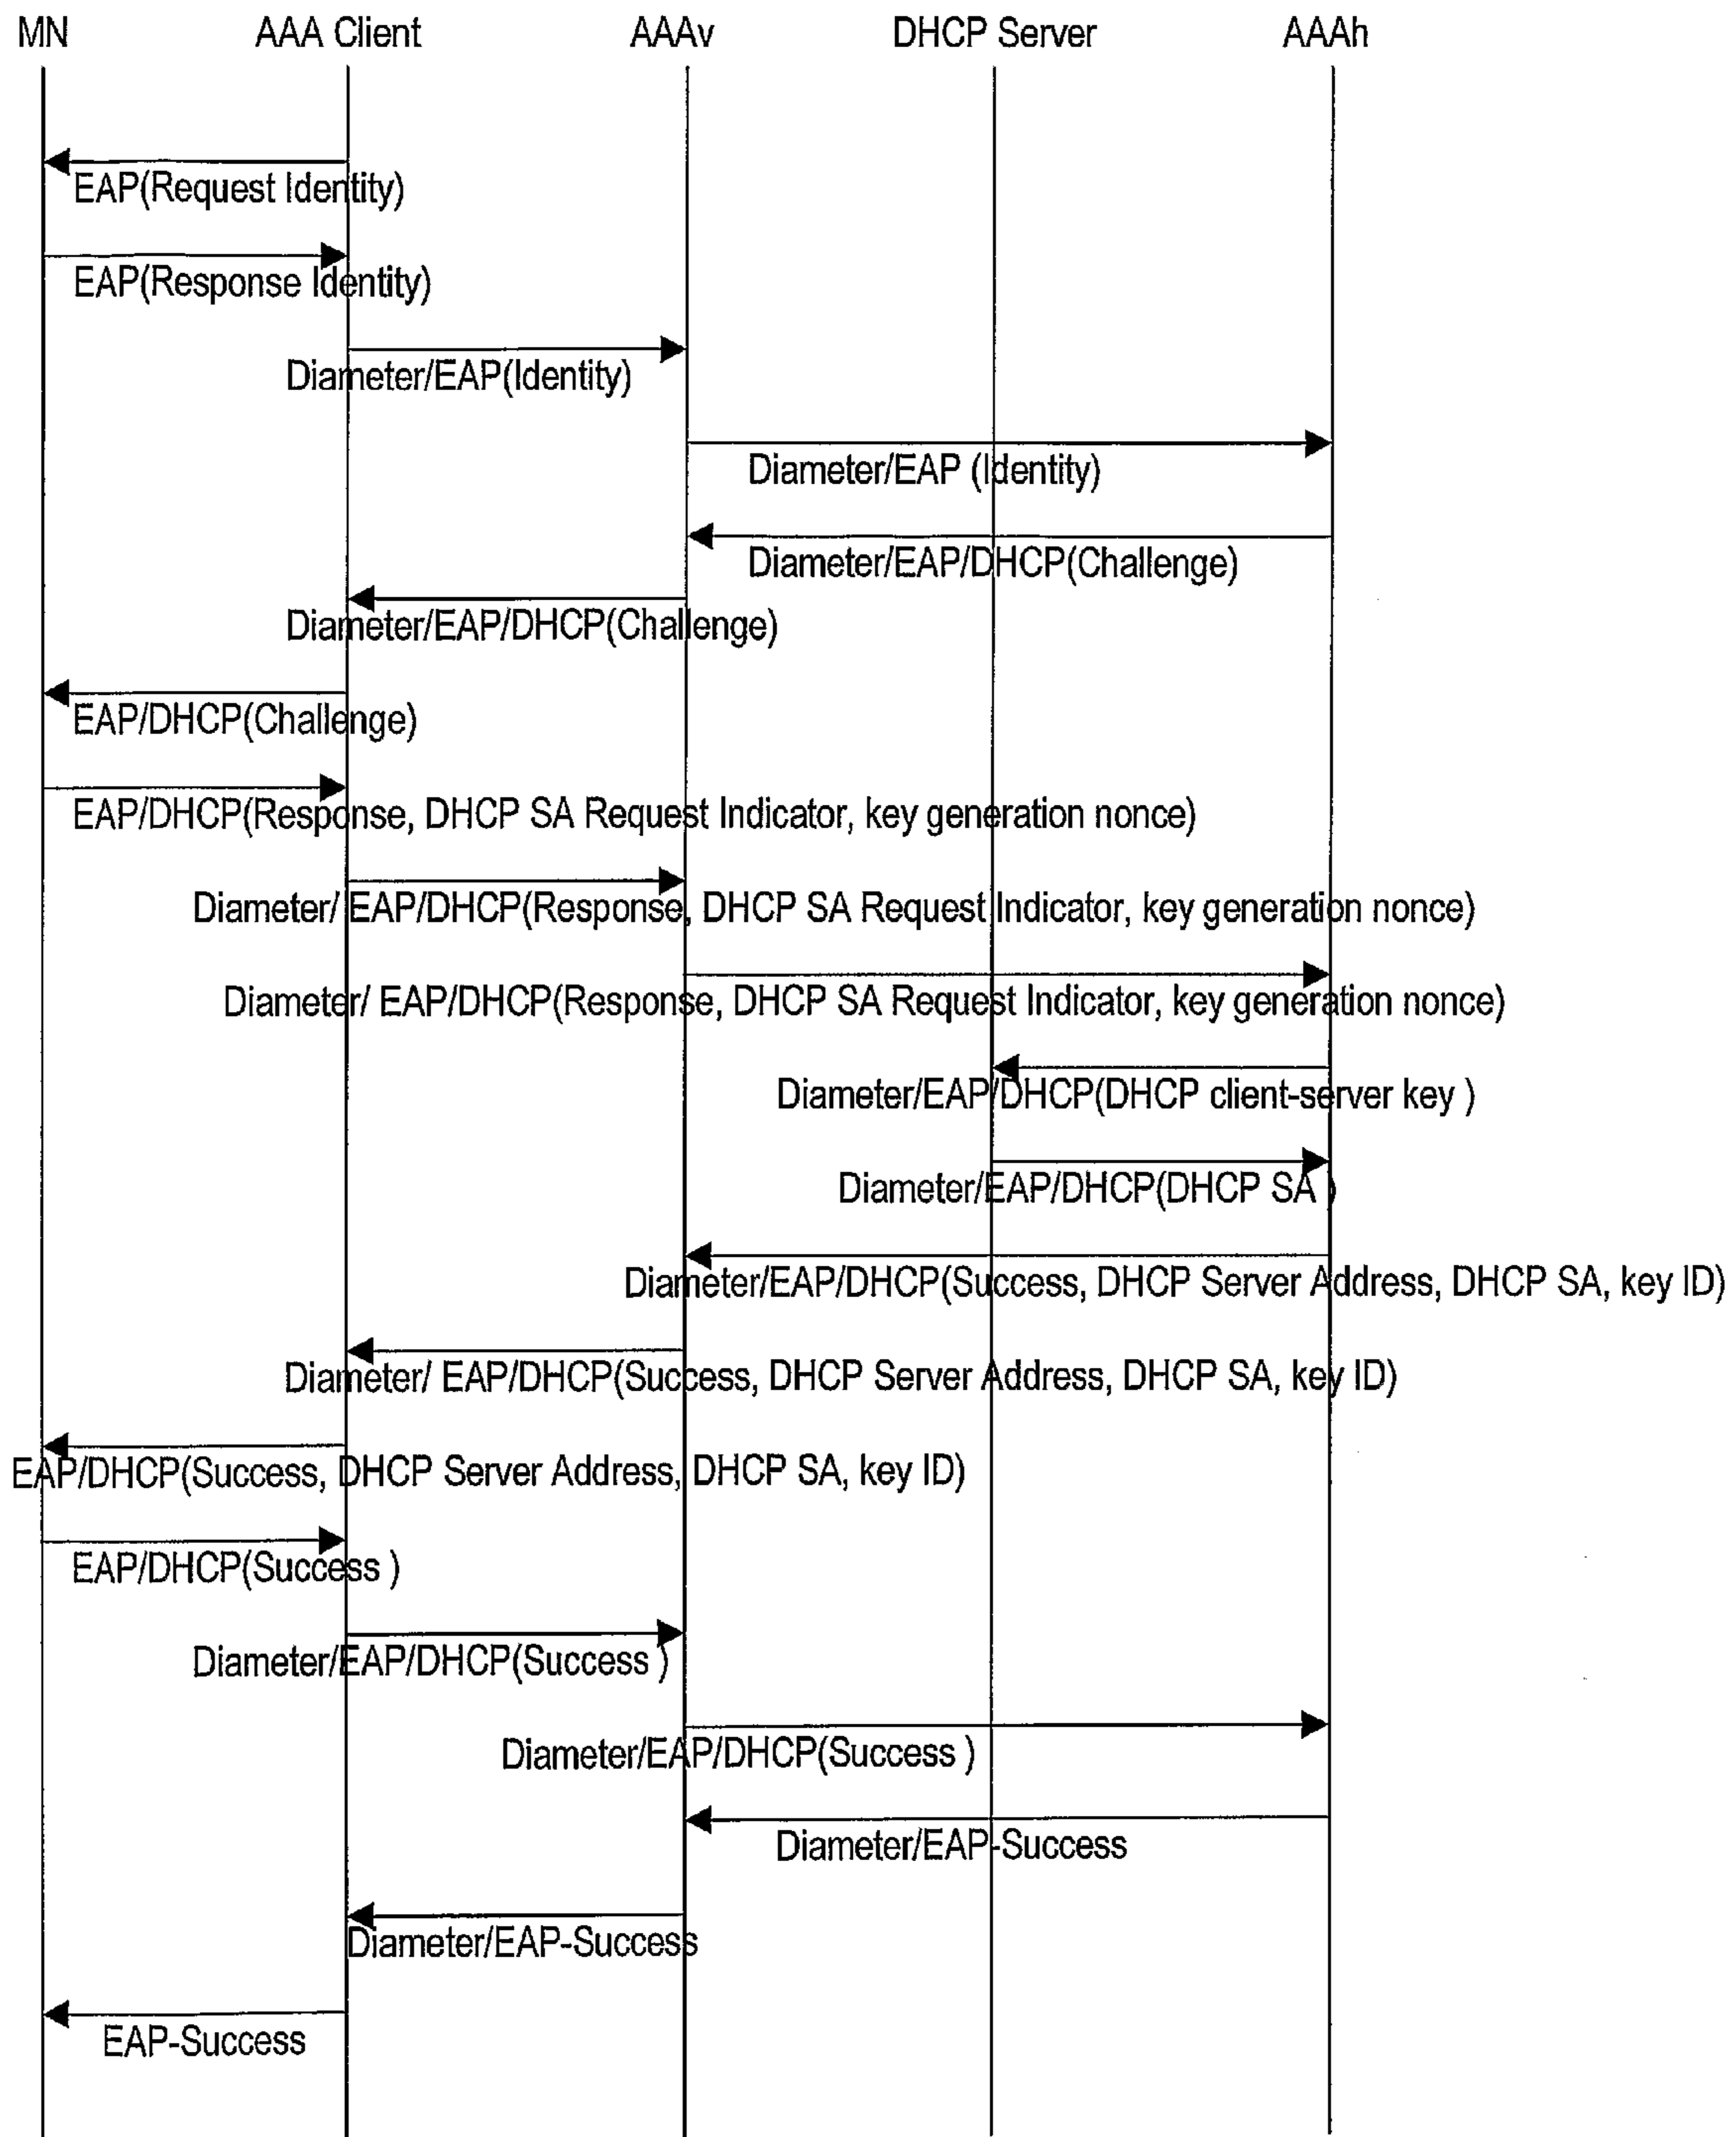 MN AAA Client AAAv DHCP Server AAAh
EAP(Request Identity)
EAP(Response Identity)
Diameter/EAP(Identity)
Diameter/EAP (Identity)
Diameter/EAP/DHCP(Challenge)
Diameter/EAP/DHCP(Challenge)
EAP/DHCP(Challenge)
EAP/DHCP(Response, DHCP SA Request Indicator, key generation nonce)
Diameter/ EAP/DHCP(Response, DHCP SA Request Indicator, key generation nonce)
Diameter/ EAP/DHCP(Response, DHCP SA Request Indicator, key generation nonce)
Diameter/EAP/DHCP(DHCP client-server key )
Diameter/EAP/DHCP(DHCP SA )
Diameter/EAP/DHCP(Success, DHCP Server Address, DHCP SA, key ID)
Diameter/ EAP/DHCP(Success, DHCP Server Address, DHCP SA, key ID)
EAP/DHCP(Success, DHCP Server Address, DHCP SA, key ID)
EAP/DHCP(Success )
Diameter/EAP/DHCP(Success )
Diameter/EAP/DHCP(Success )
Diameter/EAP-Success
Diameter/EAP-Success
EAP-Success